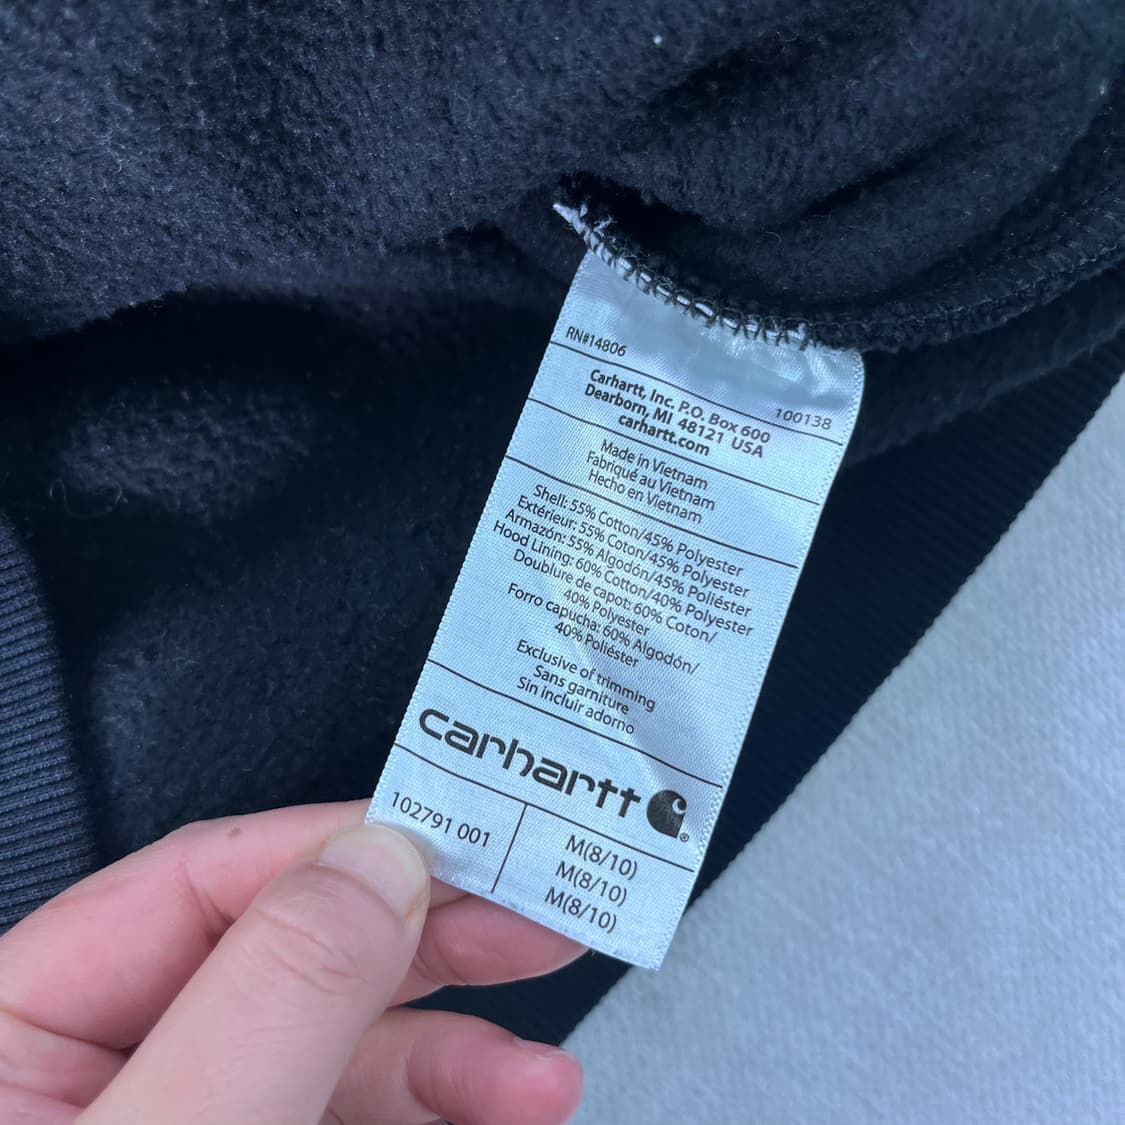 RN#14806
100138
Carhartt, Inc. P.O. Box 600
Dearborn, MI 48121 USA
carhartt.com
Made in Vietnam
Fabriqué au Vietnam
Hecho en Vietnam
Shell: 55% Cotton/45% Polyester
Extérieur: 55% Coton/45% Polyester
Armazón: 55% Algodón/45% Poliéster
Hood Lining: 60% Cotton/40% Polyester
Doublure de capot: 60% Coton/
40% Polyester
Forro capucha: 60% Algodón/
40% Poliéster
Exclusive of trimming
Sans garniture
Sin incluir adorno
carhartt ®
102791 001
M(8/10)
M(8/10)
M(8/10)